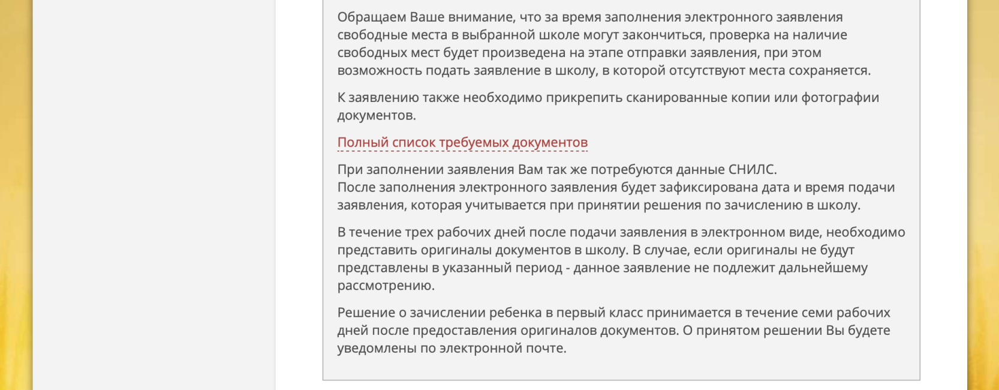 Обращаем Ваше внимание, что за время заполнения электронного заявления
свободные места в выбранной школе могут закончиться, проверка на наличие
свободных мест будет произведена на этапе отправки заявления, при этом
возможность подать заявление в школу, в которой отсутствуют места сохраняется.
К заявлению также необходимо прикрепить сканированные копии или фотографии
документов.
Полный список требуемых документов
При заполнении заявления Вам так же потребуются данные СНИЛС.
После заполнения электронного заявления будет зафиксирована дата и время подачи
заявления, которая учитывается при принятии решения по зачислению в школу.
В течение трех рабочих дней после подачи заявления в электронном виде, необходимо
представить оригиналы документов в школу. В случае, если оригиналы не будут
представлены в указанный период - данное заявление не подлежит дальнейшему
рассмотрению.
Решение о зачислении ребенка в первый класс принимается в течение семи рабочих
дней после предоставления оригиналов документов. О принятом решении Вы будете
уведомлены по электронной почте.